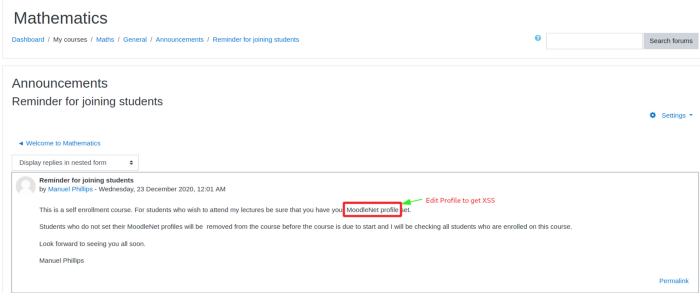 Mathematics
Dashboard / My courses / Maths / General / Announcements / Reminder for joining students
Search forums
Announcements
Reminder for joining students
Settings
Welcome to Mathematics
Display replies in nested form
Reminder for joining students
by Manuel Phillips - Wednesday, 23 December 2020, 12:01 AM
Edit Profile to get XSS
This is a self enrollment course. For students who wish to attend my lectures be sure that you have your MoodleNet profile set.
Students who do not set their MoodleNet profiles will be removed from the course before the course is due to start and I will be checking all students who are enrolled on this course.
Look forward to seeing you all soon.
Manuel Phillips
Permalink